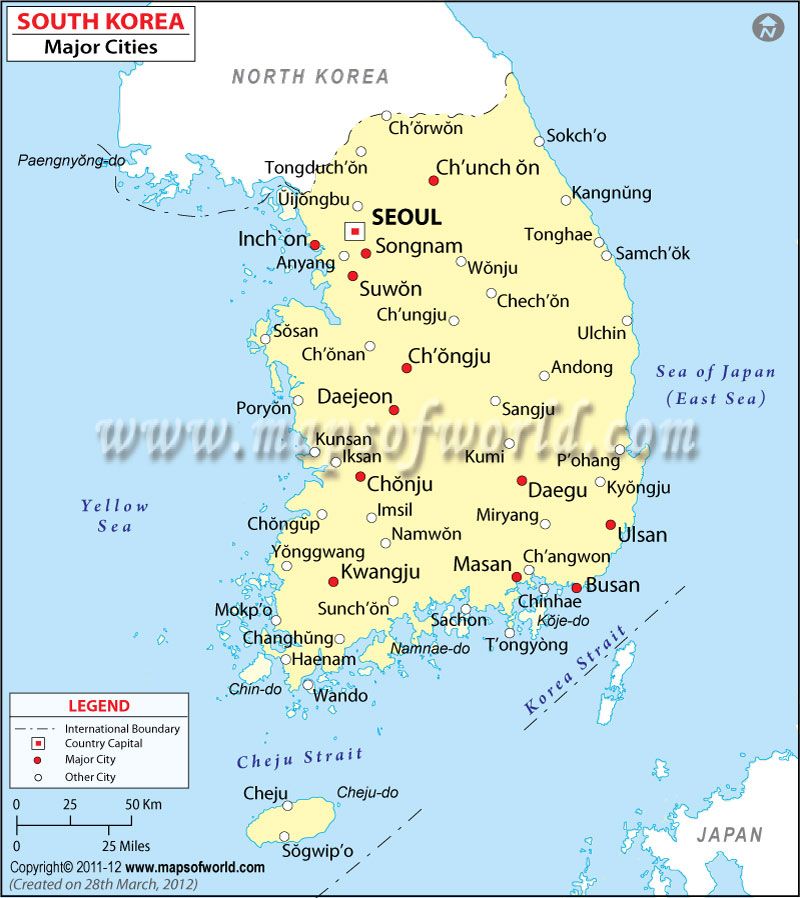 SOUTH KOREA
Major Cities
N
NORTH KOREA
Ch'ŏrwŏn
Sokch'o
Paengnyŏng-do
Tongduch'ŏn
Ch'unch ŏn
Kangnŭng
Ŭijŏngbu
SEOUL
Tonghae
Inch`on
Songnam
Samch'ŏk
Anyang
Wŏnju
Suwŏn
Chech'ŏn
Ch'ungju
Ulchin
Sŏsan
Ch'ŏnan
Ch'ŏngju
Andong
Sea of Japan
(East Sea)
Daejeon
Poryŏn
Sangju
www.mapsofworld.com
Kunsan
Iksan
Kumi
P'ohang
Chŏnju
Daegu
Kyŏngju
Yellow
Sea
Imsil
Chŏngŭp
Miryang
Namwŏn
Ulsan
Yŏnggwang
Ch'angwon
Kwangju
Masan
Busan
Chinhae
Mokp'o
Sunch'ŏn
Sachon
Kŏje-do
Changhŭng
Namnae-do
T'ongyòng
Haenam
Korea Strait
Chin-do
Wando
LEGEND
International Boundary
Country Capital
Major City
Other City
Cheju Strait
Cheju
Cheju-do
0 25 50 Km
0 25 Miles
JAPAN
Sŏgwip'o
Copyright© 2011-12 www.mapsofworld.com
(Created on 28th March, 2012)